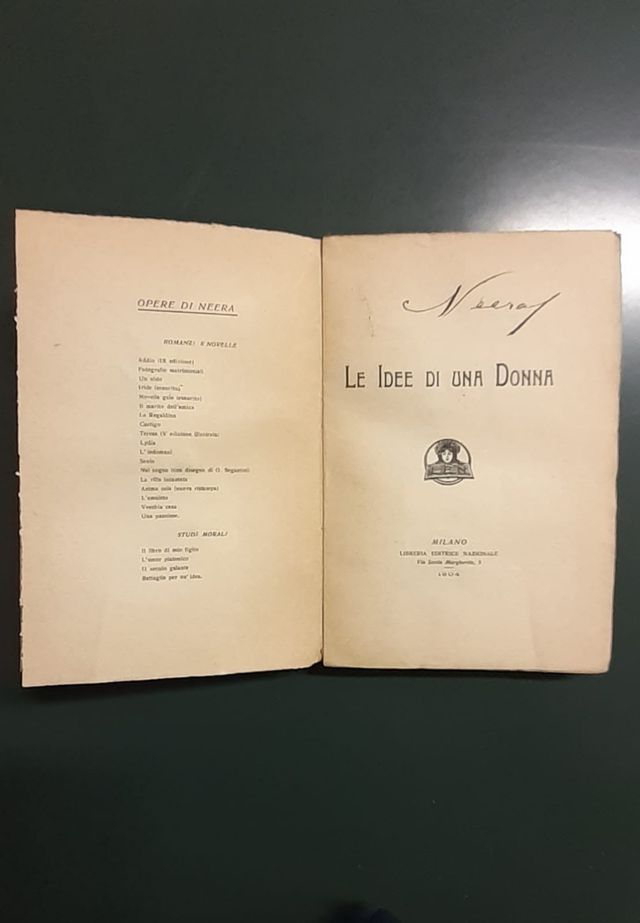 OPERE DI NEERA
ROMANZI E NOVELLE
Addio (IX edizione)
Fotografie matrimoniali
Un nido
Iride (esaurito)
Novelle gaie (esaurito)
Il marito dell'amica
La Regaldina
Castigo
Teresa (V edizione illustrata)
Lydia
L'indomani
Senio
Nel sogno (con disegno di G. Segantini)
La villa incantata
Anima sola (nuova ristampa)
L'amuleto
Vecchia casa
Una passione.
STUDI MORALI
Il libro di mio figlio
L'amor platonico
Il secolo galante
Battaglie per un'idea.
Neera
LE IDEE DI UNA DONNA
LEN
MILANO
LIBRERIA EDITRICE NAZIONALE
Via Santa Margherita, 3
1904